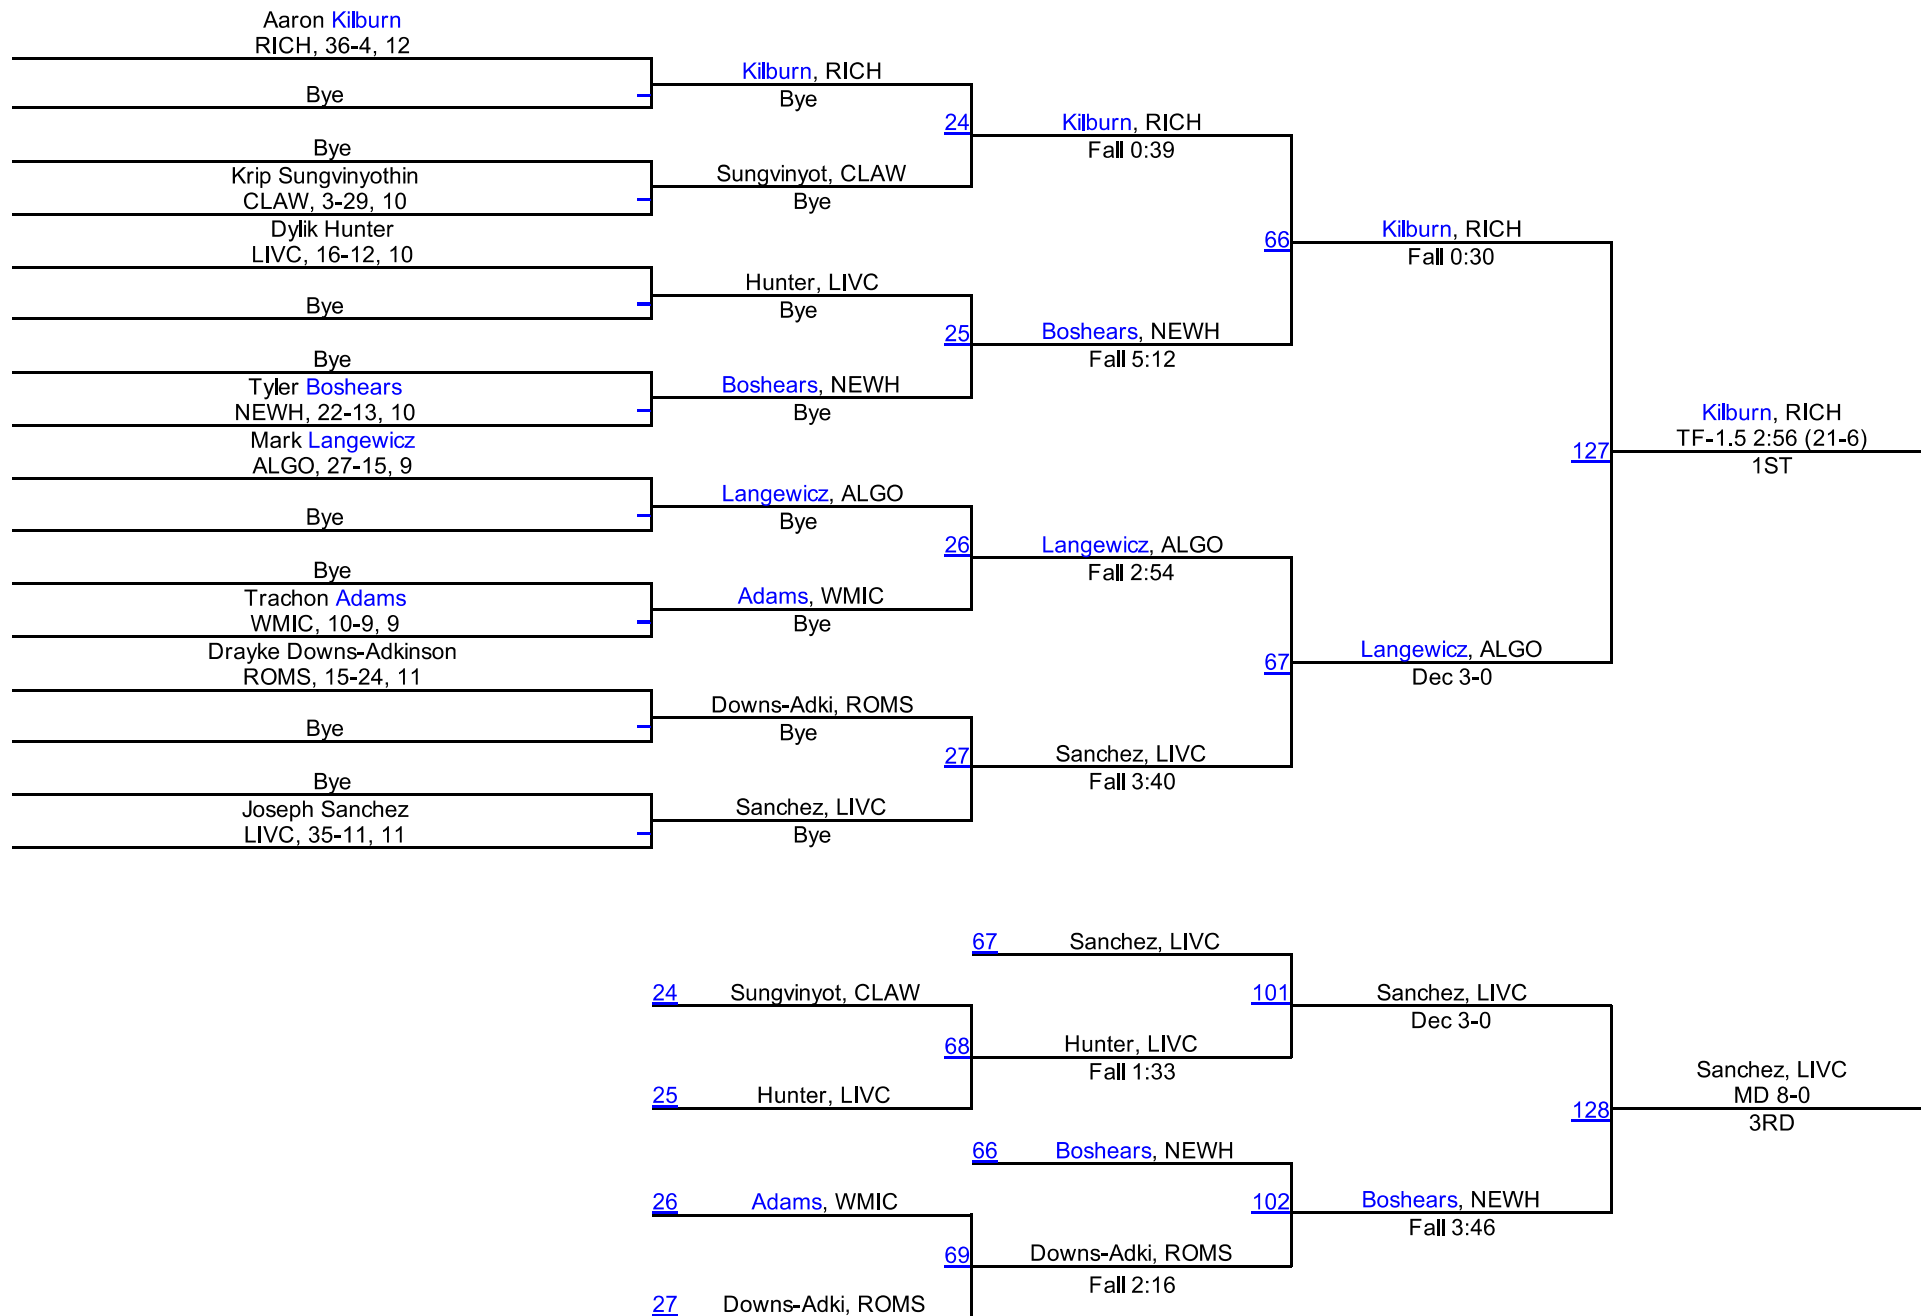 Aaron Kilburn
RICH, 36-4, 12
Bye
Bye
Krip Sungvinyothin
CLAW, 3-29, 10
Dylik Hunter
LIVC, 16-12, 10
Bye
Bye
Tyler Boshears
NEWH, 22-13, 10
Mark Langewicz
ALGO, 27-15, 9
Bye
Bye
Trachon Adams
WMIC, 10-9, 9
Drayke Downs-Adkinson
ROMS, 15-24, 11
Bye
Bye
Joseph Sanchez
LIVC, 35-11, 11
Kilburn, RICH
Bye
24
Sungvinyot, CLAW
Bye
Hunter, LIVC
Bye
25
Boshears, NEWH
Bye
Langewicz, ALGO
Bye
26
Adams, WMIC
Bye
Downs-Adki, ROMS
Bye
27
Sanchez, LIVC
Bye
Kilburn, RICH
Fall 0:39
66
Boshears, NEWH
Fall 5:12
Langewicz, ALGO
Fall 2:54
67
Sanchez, LIVC
Fall 3:40
Kilburn, RICH
Fall 0:30
127
Langewicz, ALGO
Dec 3-0
Kilburn, RICH
TF-1.5 2:56 (21-6)
1ST
24 Sungvinyot, CLAW
68
25 Hunter, LIVC
26 Adams, WMIC
69
27 Downs-Adki, ROMS
67 Sanchez, LIVC
101
Hunter, LIVC
Fall 1:33
66 Boshears, NEWH
102
Downs-Adki, ROMS
Fall 2:16
Sanchez, LIVC
Dec 3-0
128
Boshears, NEWH
Fall 3:46
Sanchez, LIVC
MD 8-0
3RD